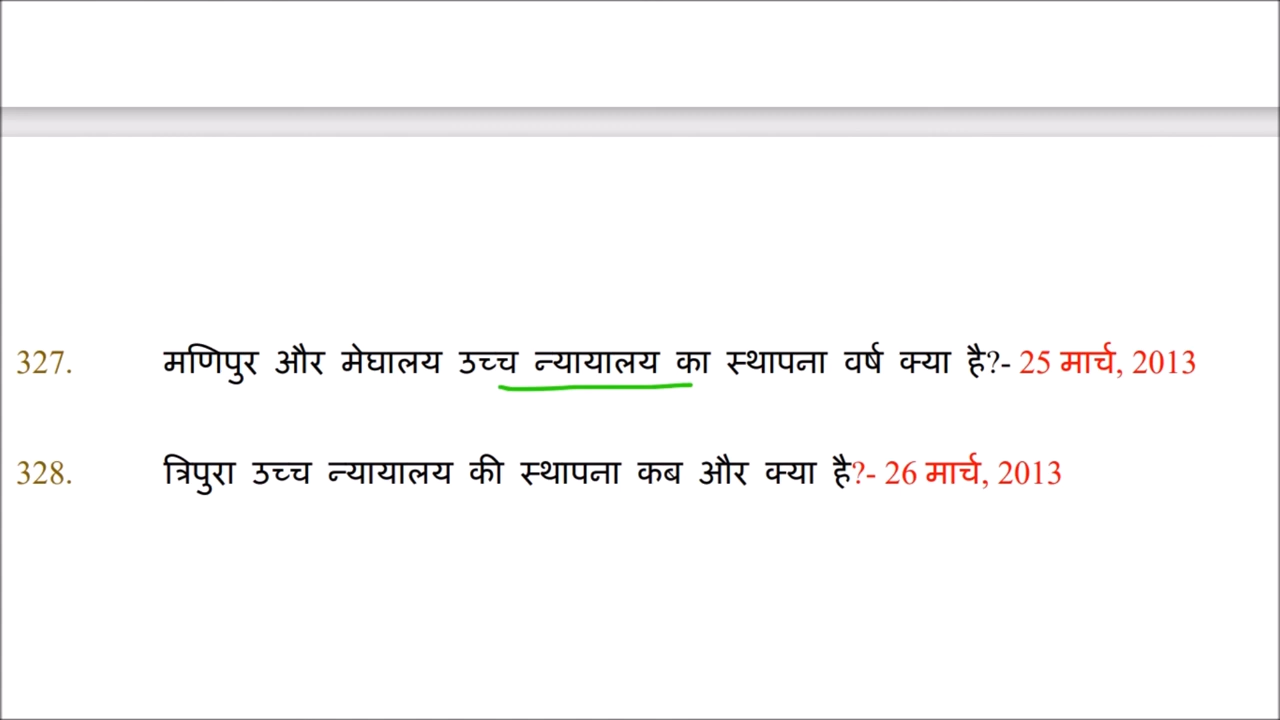 327. मणिपुर और मेघालय उच्च न्यायालय का स्थापना वर्ष क्या है?- 25 मार्च, 2013
328. त्रिपुरा उच्च न्यायालय की स्थापना कब और क्या है?- 26 मार्च, 2013